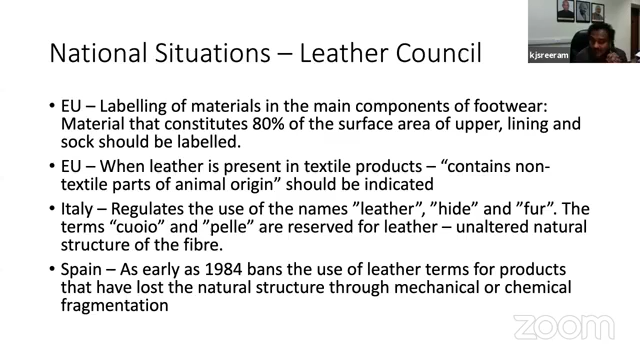 kjsreeram
National Situations – Leather Council
• EU – Labelling of materials in the main components of footwear:
Material that constitutes 80% of the surface area of upper, lining and
sock should be labelled.
• EU – When leather is present in textile products – “contains non-
textile parts of animal origin” should be indicated
• Italy – Regulates the use of the names ”leather”, ”hide” and ”fur”. The
terms “cuoio” and “pelle” are reserved for leather – unaltered natural
structure of the fibre.
• Spain – As early as 1984 bans the use of leather terms for products
that have lost the natural structure through mechanical or chemical
fragmentation
zoom